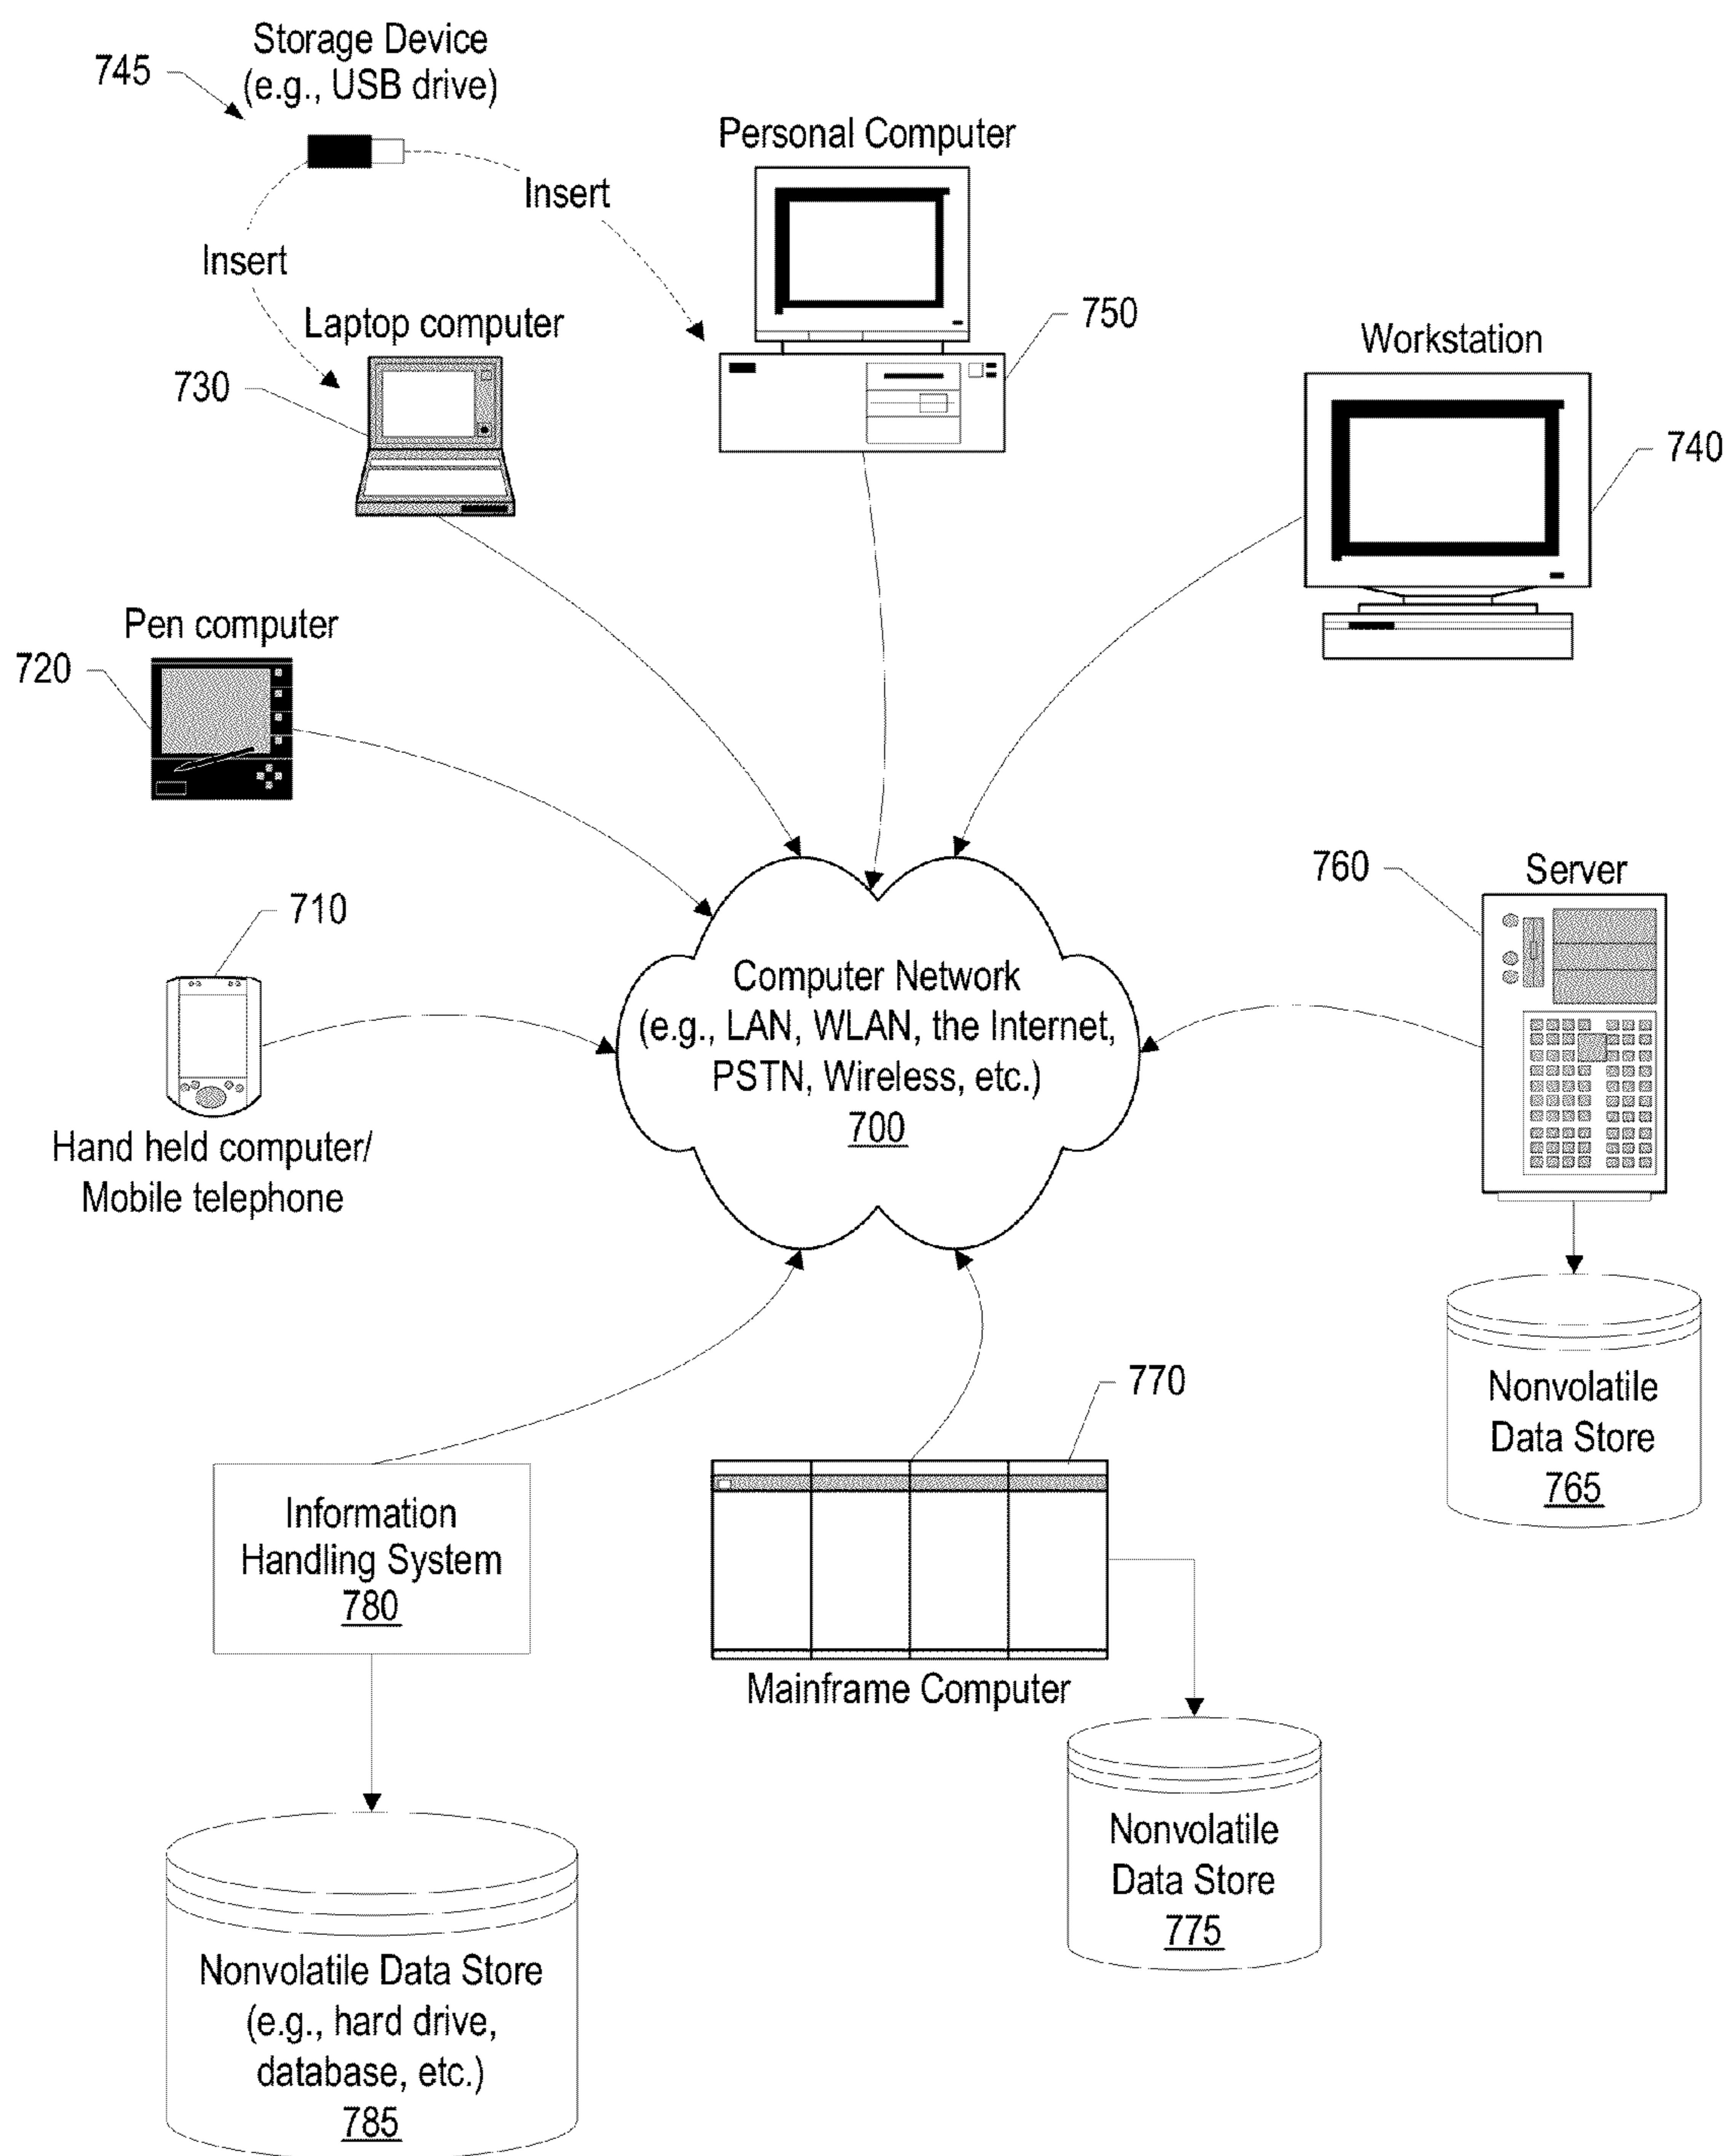 Storage Device
(e.g., USB drive)
745
Personal Computer
Insert
Insert
Laptop computer
750
Workstation
730
740
Pen computer
720
760
Server
710
Computer Network
(e.g., LAN, WLAN, the Internet,
PSTN, Wireless, etc.)
700
Hand held computer/
Mobile telephone
770
Nonvolatile
Data Store
765
Information
Handling System
780
Mainframe Computer
Nonvolatile
Data Store
775
Nonvolatile Data Store
(e.g., hard drive,
database, etc.)
785